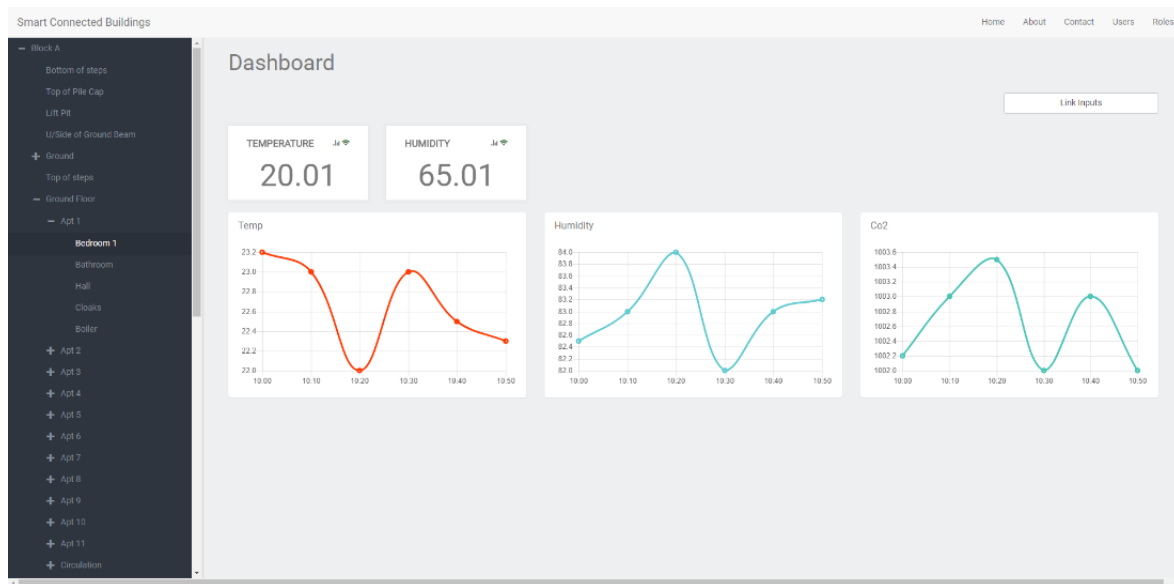 Smart Connected Buildings
Home About Contact Users Roles
Block A
Bottom of steps
Top of Pile Cap
Lift Pit
U/Side of Ground Beam
Ground
Top of steps
Ground Floor
Apt 1
Bedroom 1
Bathroom
Hall
Cloaks
Boiler
Apt 2
Apt 3
Apt 4
Apt 5
Apt 6
Apt 7
Apt 8
Apt 9
Apt 10
Apt 11
Circulation
Dashboard
Link Inputs
TEMPERATURE
20.01
HUMIDITY
65.01
Temp
23.2
23.0
22.8
22.6
22.4
22.2
22.0
10:00 10:10 10:20 10:30 10:40 10:50
Humidity
84.0
83.8
83.6
83.4
83.2
83.0
82.8
82.6
82.4
82.2
82.0
10:00 10:10 10:20 10:30 10:40 10:50
Co2
1003.6
1003.4
1003.2
1003.0
1002.8
1002.6
1002.4
1002.2
1002.0
10:00 10:10 10:20 10:30 10:40 10:50